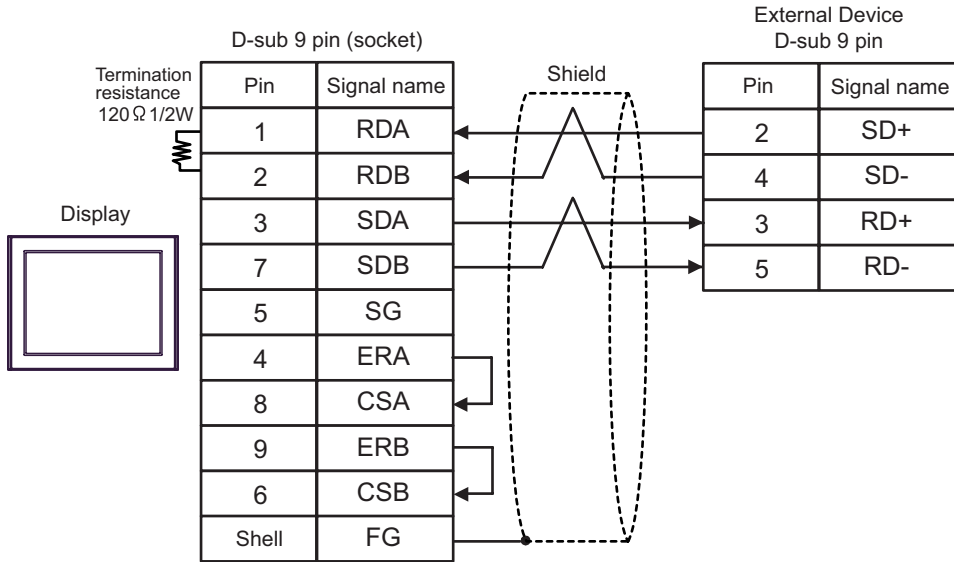 External Device
D-sub 9 pin (socket)
D-sub 9 pin
Termination
resistance
120Ω 1/2W
Shield
Display
Pin Signal name
1 RDA
2 RDB
3 SDA
7 SDB
5 SG
4 ERA
8 CSA
9 ERB
6 CSB
Shell FG
Pin Signal name
2 SD+
4 SD-
3 RD+
5 RD-